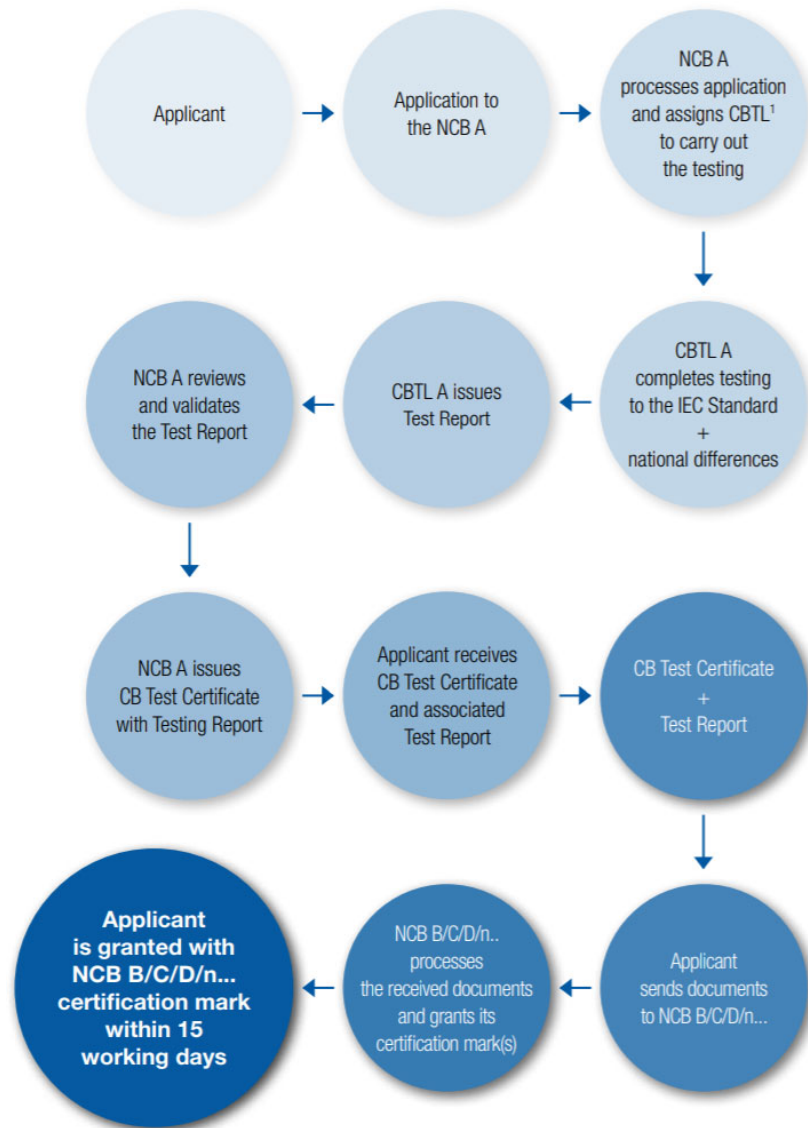 Applicant
Application to
the NCB A
NCB A
processes application
and assigns CBTL¹
to carry out
the testing
CBTL A
completes testing
to the IEC Standard
+
national differences
CBTL A issues
Test Report
NCB A reviews
and validates
the Test Report
NCB A issues
CB Test Certificate
with Testing Report
Applicant receives
CB Test Certificate
and associated
Test Report
CB Test Certificate
+
Test Report
Applicant
sends documents
to NCB B/C/D/n...
NCB B/C/D/n..
processes
the received documents
and grants its
certification mark(s)
Applicant
is granted with
NCB B/C/D/n...
certification mark
within 15
working days